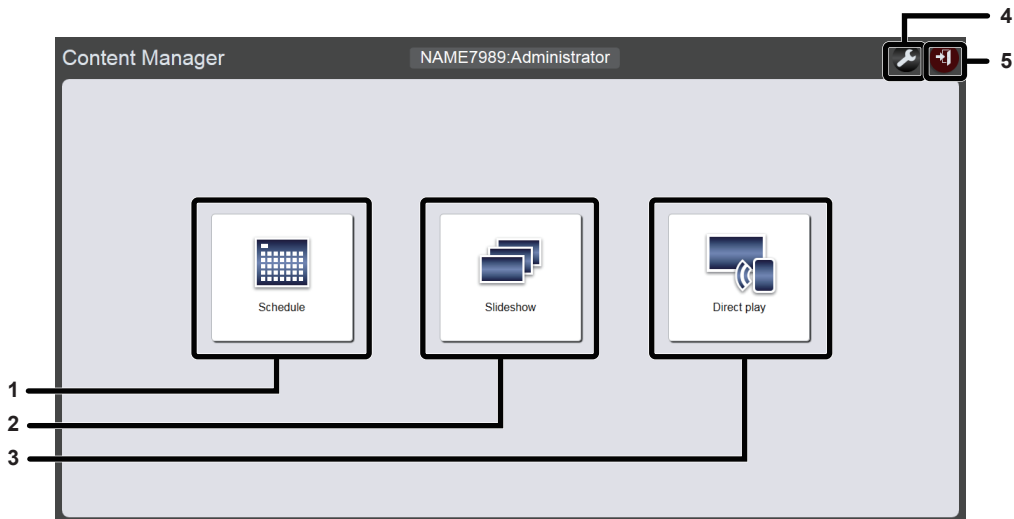 4
Content Manager
NAME7989:Administrator
5
Schedule
Slideshow
Direct play
1
2
3